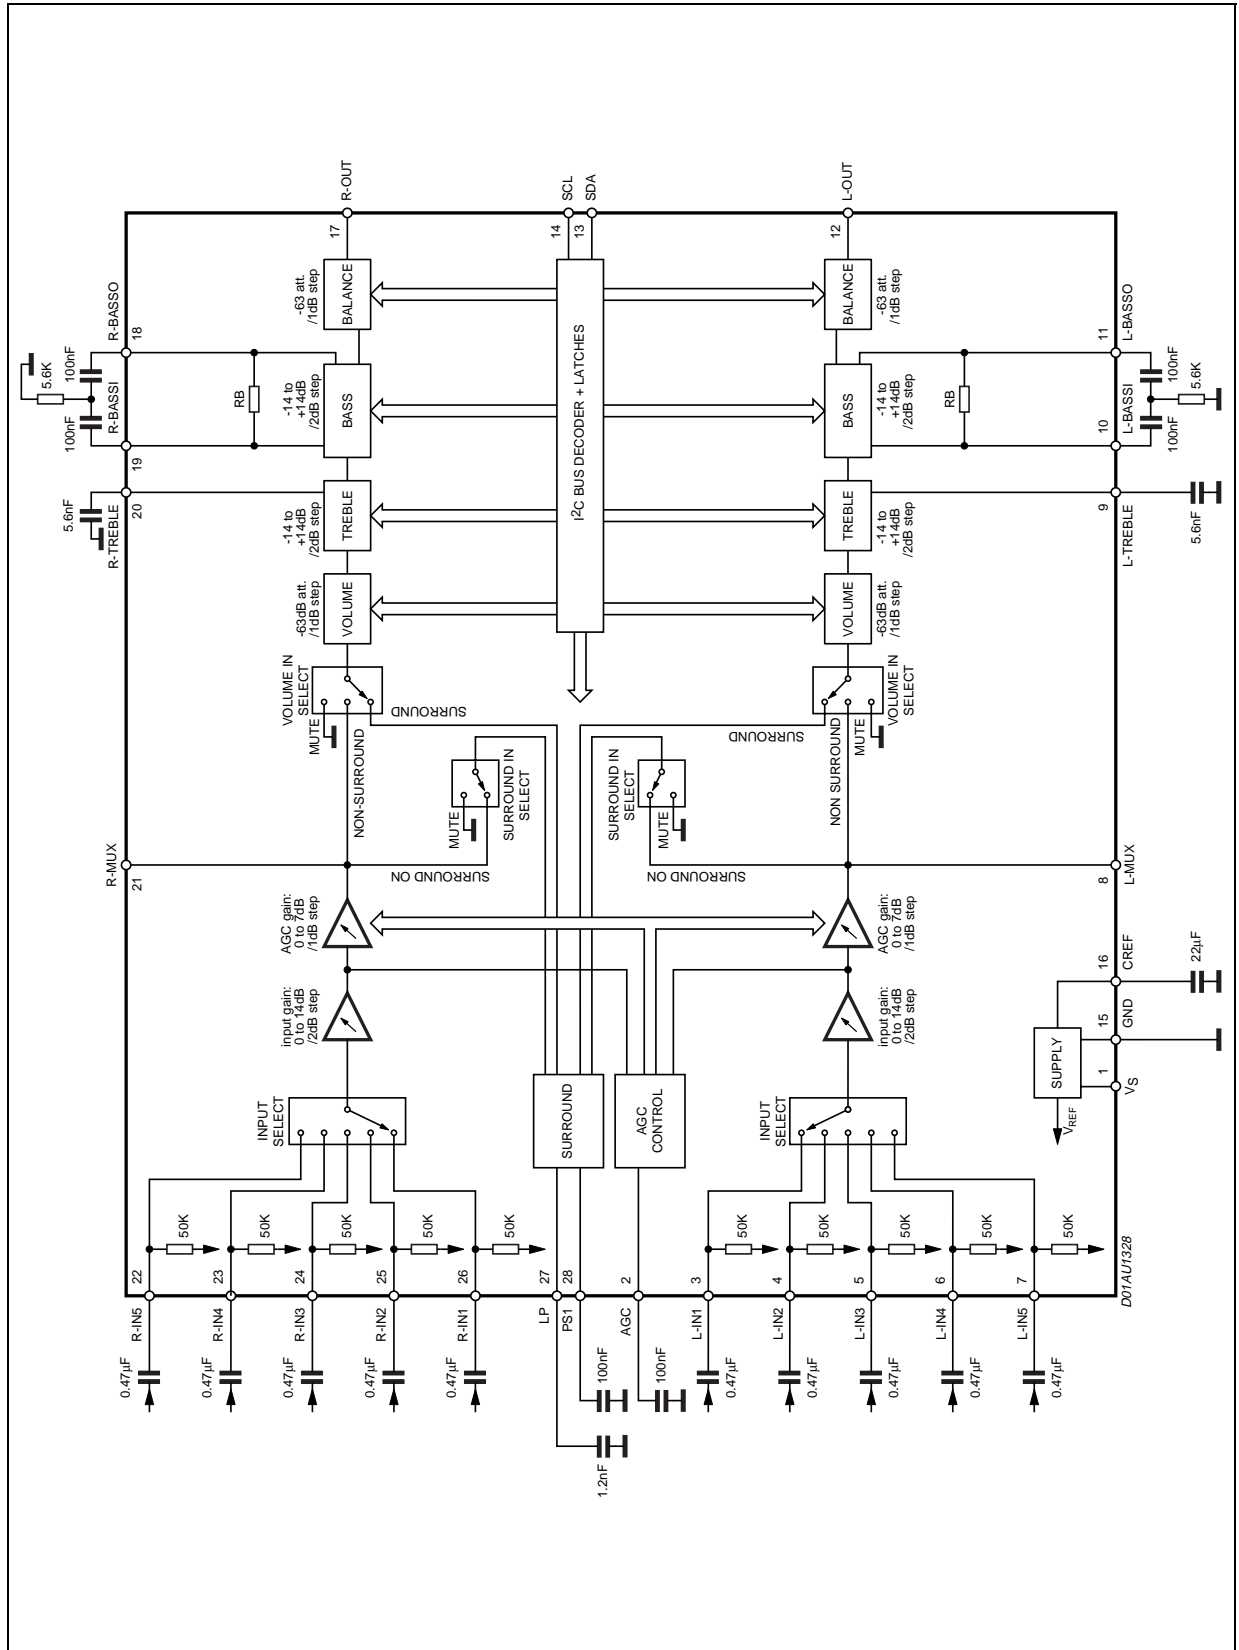 R-BASSO
R-BASSI
R-TREBLE
R-MUX
5.6K
100nF
100nF
5.6nF
18
19
20
21
R-OUT
17
BALANCE
-63 att.
/1dB step
BASS
-14 to
+14dB
/2dB step
RB
TREBLE
-14 to
+14dB
/2dB step
VOLUME
-63dB att.
/1dB step
VOLUME IN
SELECT
MUTE
NON-SURROUND
SURROUND
SURROUND IN
SELECT
MUTE
SURROUND ON
AGC gain:
0 to 7dB
/1dB step
input gain:
0 to 14dB
/2dB step
INPUT
SELECT
50K
50K
50K
50K
50K
22
23
24
25
26
R-IN5
R-IN4
R-IN3
R-IN2
R-IN1
0.47µF
0.47µF
0.47µF
0.47µF
0.47µF
SCL
SDA
14
13
I2C BUS DECODER + LATCHES
SURROUND
AGC
CONTROL
27
28
2
LP
PS1
AGC
1.2nF
100nF
100nF
L-OUT
12
BALANCE
-63 att.
/1dB step
BASS
-14 to
+14dB
/2dB step
RB
TREBLE
-14 to
+14dB
/2dB step
VOLUME
-63dB att.
/1dB step
VOLUME IN
SELECT
MUTE
NON SURROUND
SURROUND
SURROUND IN
SELECT
MUTE
SURROUND ON
AGC gain:
0 to 7dB
/1dB step
input gain:
0 to 14dB
/2dB step
INPUT
SELECT
50K
50K
50K
50K
50K
3
4
5
6
7
L-IN1
L-IN2
L-IN3
L-IN4
L-IN5
0.47µF
0.47µF
0.47µF
0.47µF
0.47µF
11
10
9
8
L-BASSO
L-BASSI
L-TREBLE
L-MUX
100nF
100nF
5.6K
5.6nF
SUPPLY
VREF
16
15
1
CREF
GND
VS
22µF
D01AU1328